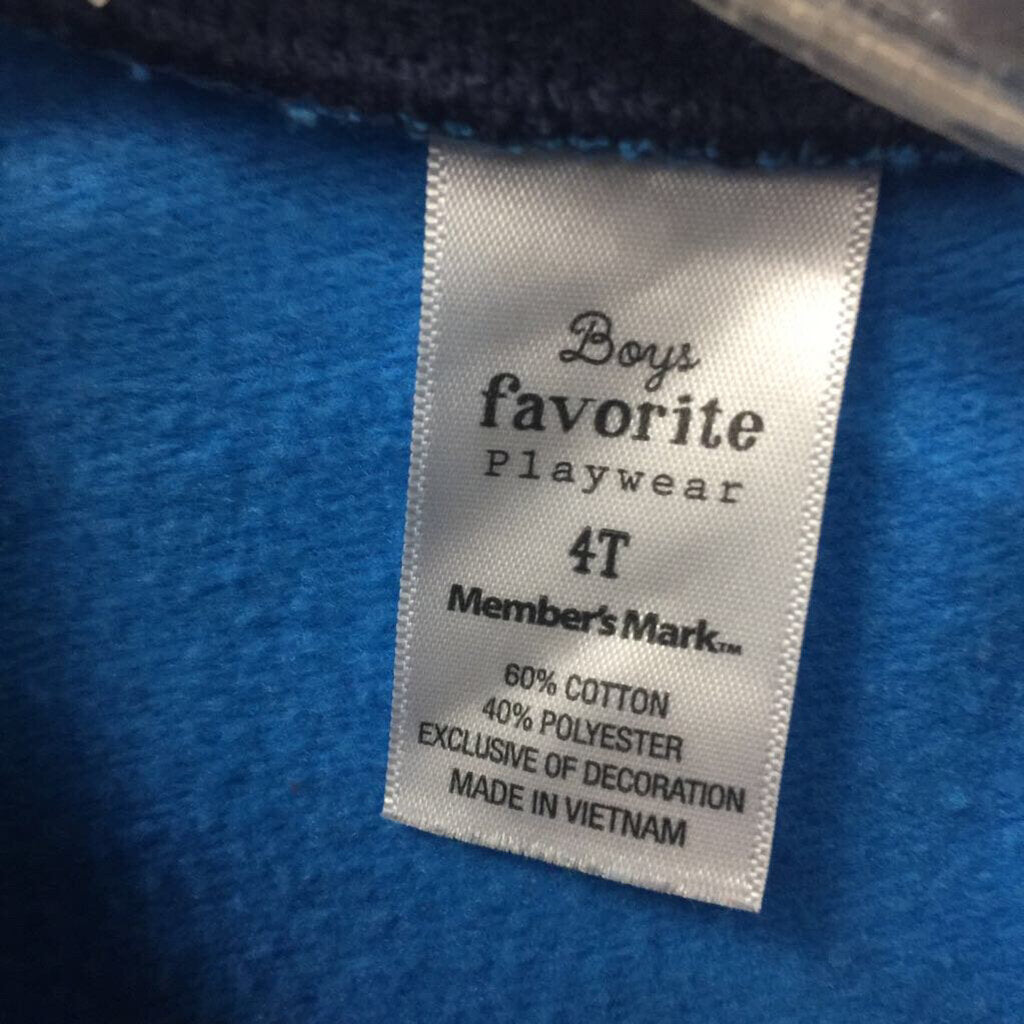 Boys
favorite
Playwear
4T
Member's Mark™
60% COTTON
40% POLYESTER
EXCLUSIVE OF DECORATION
MADE IN VIETNAM